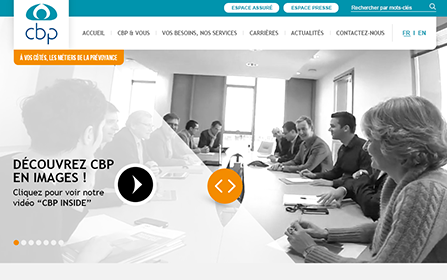 ESPACE ASSURÉ
ESPACE PRESSE
Rechercher par mots-clés
cbp
ACCUEIL
CBP & VOUS
VOS BESOINS, NOS SERVICES
CARRIÈRES
ACTUALITÉS
CONTACTEZ-NOUS
FR | EN
À VOS CÔTÉS, LES MÉTIERS DE LA PRÉVOYANCE
DÉCOUVREZ CBP
EN IMAGES !
Cliquez pour voir notre
vidéo “CBP INSIDE”